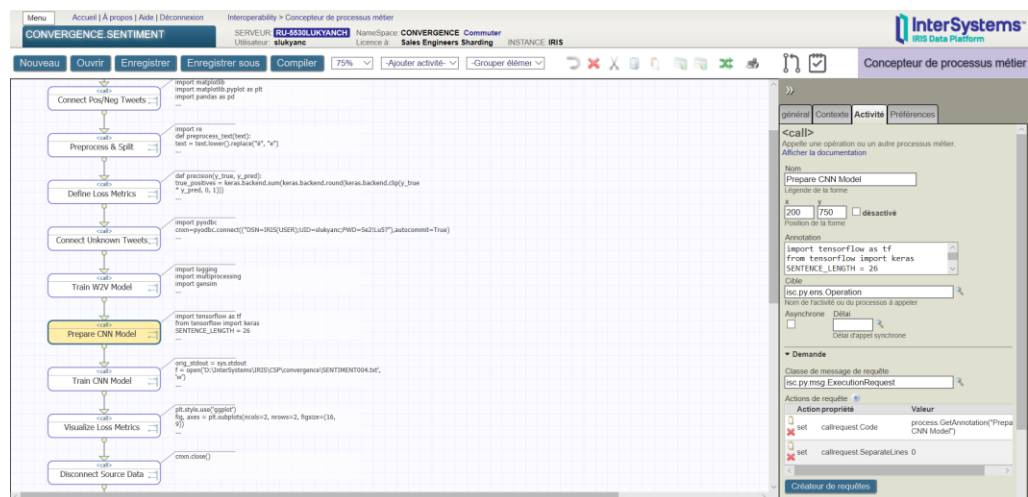 Menu
Accueil | À propos | Aide | Déconnexion
Interoperability > Concepteur de processus métier
CONVERGENCE.SENTIMENT
SERVEUR: RU-5530LUKYANCH NameSpace: CONVERGENCE Commuter
Utilisateur: slukyanc Licence à: Sales Engineers Sharding INSTANCE: IRIS
InterSystems
IRIS Data Platform
Nouveau
Ouvrir
Enregistrer
Enregistrer sous
Compiler
75%
-Ajouter activité-
-Grouper élémer
Concepteur de processus métier
<call>
Connect Pos/Neg Tweets
import matplotlib
import matplotlib.pyplot as plt
import pandas as pd
...
<call>
Preprocess & Split
import re
def preprocess_text(text):
text = text.lower().replace("ё", "е")
...
<call>
Define Loss Metrics
def precision(y_true, y_pred):
true_positives = keras.backend.sum(keras.backend.round(keras.backend.clip(y_true
* y_pred, 0, 1)))
...
<call>
Connect Unknown Tweets
import pyodbc
cnxn=pyodbc.connect(("DSN=IRIS(USER);UID=slukyanc;PWD=Se2!Lu5?"),autocommit=True)
...
<call>
Train W2V Model
import logging
import multiprocessing
import gensim
...
<call>
Prepare CNN Model
import tensorflow as tf
from tensorflow import keras
SENTENCE_LENGTH = 26
...
<call>
Train CNN Model
orig_stdout = sys.stdout
f = open('D:\InterSystems\IRIS\CSP\convergence\SENTIMENT004.txt',
'w')
...
<call>
Visualize Loss Metrics
plt.style.use("ggplot")
fig, axes = plt.subplots(ncols=2, nrows=2, figsize=(16,
9))
...
<call>
Disconnect Source Data
cnxn.close()
»
général
Contexte
Activité
Préférences
<call>
Appelle une opération ou un autre processus métier.
Afficher la documentation
Nom
Prepare CNN Model
Légende de la forme
x y
200 750 désactivé
Position de la forme
Annotation
import tensorflow as tf
from tensorflow import keras
SENTENCE_LENGTH = 26
Cible
isc.py.ens.Operation
Nom de l'activité ou du processus à appeler
Asynchrone Délai
Délai d'appel synchrone
Demande
Classe de message de requête
isc.py.msg.ExecutionRequest
Actions de requête
Action propriété Valeur
set callrequest.Code process.GetAnnotation("Prepa
CNN Model")
set callrequest.SeparateLines 0
Créateur de requêtes